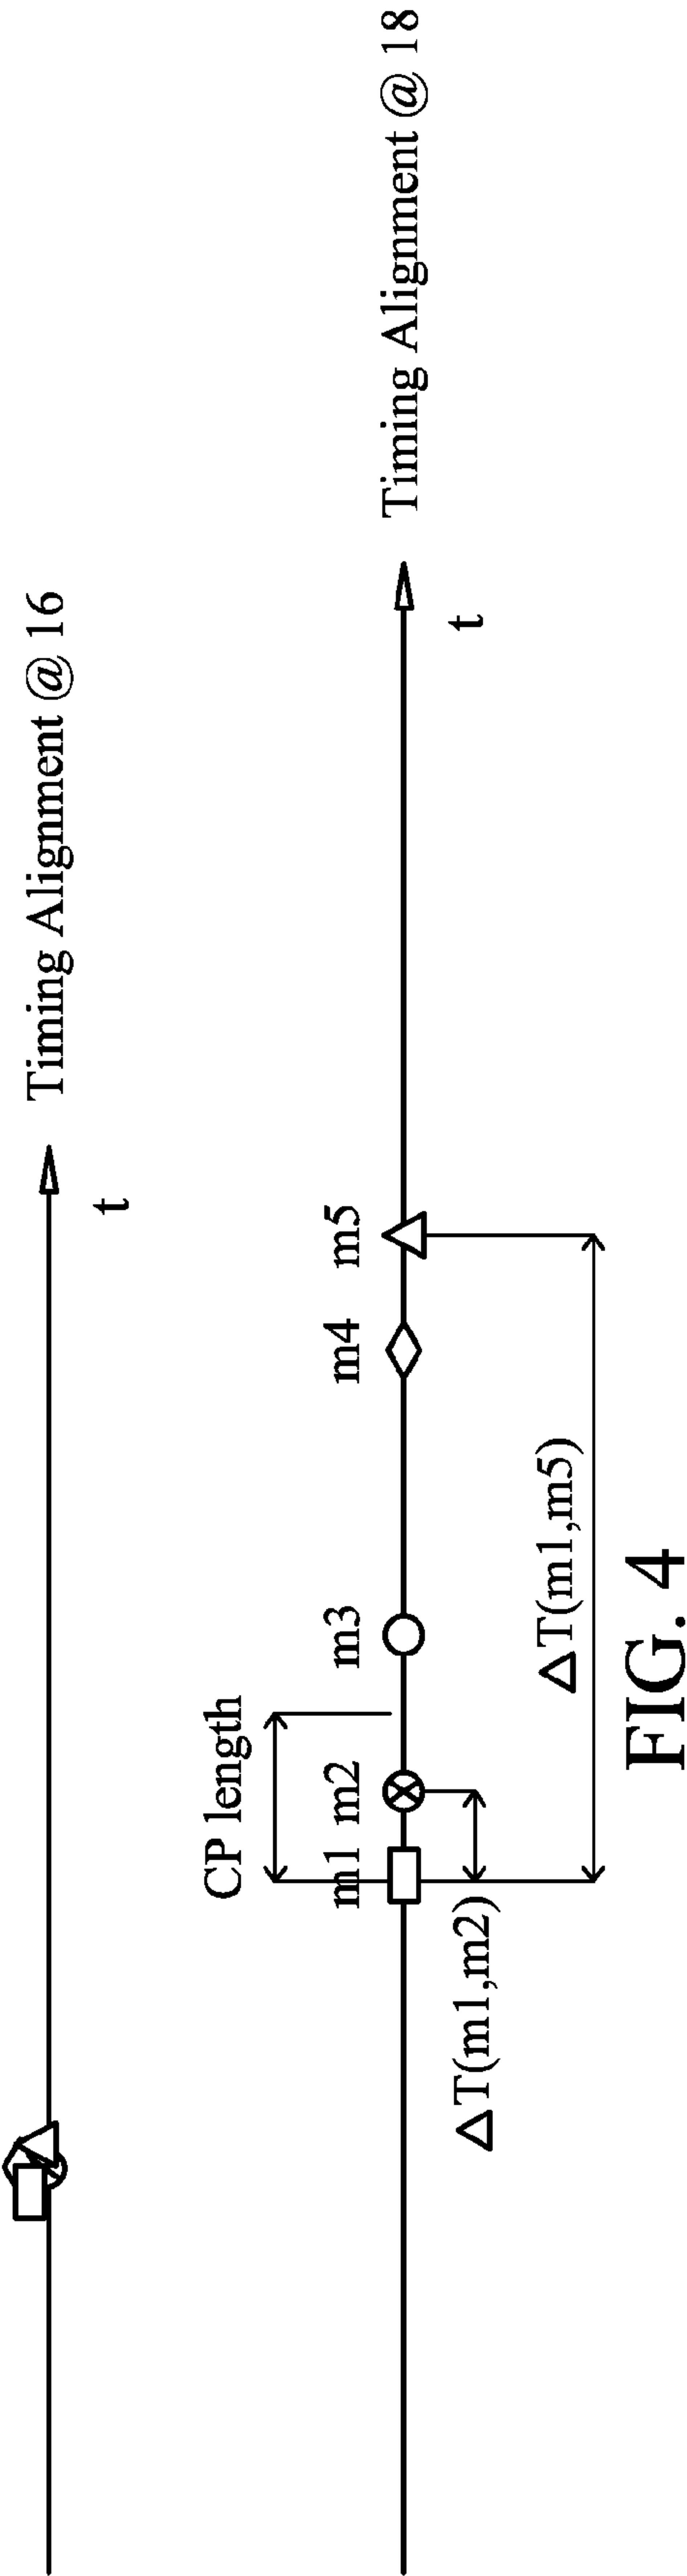 Timing Alignment @ 16
t
CP length
m1
m2
m3
m4
m5
Timing Alignment @ 18
t
ΔT(m1,m2)
ΔT(m1,m5)
FIG. 4